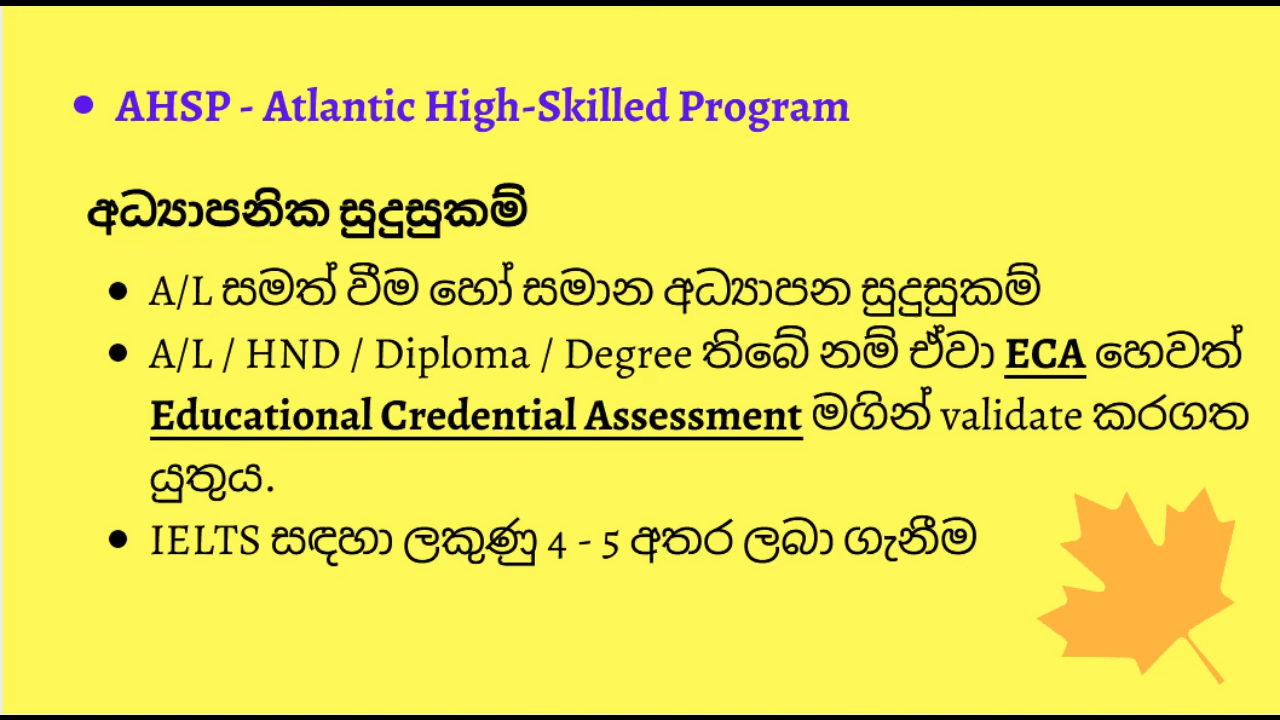 • AHSP - Atlantic High-Skilled Program
අධ්‍යාපනික සුදුසුකම්
• A/L සමත් වීම හෝ සමාන අධ්‍යාපන සුදුසුකම්
• A/L / HND / Diploma / Degree තිබේ නම් ඒවා ECA හෙවත්
Educational Credential Assessment මගින් validate කරගත
යුතුය.
• IELTS සඳහා ලකුණු 4 - 5 අතර ලබා ගැනීම